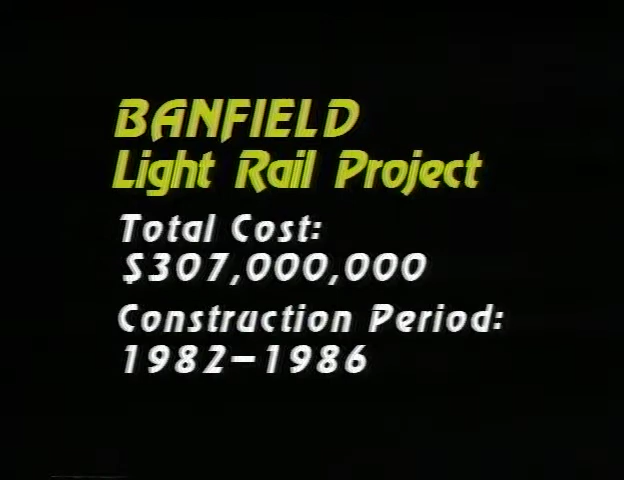 BANFIELD
Light Rail Project
Total Cost:
$307,000,000
Construction Period:
1982–1986